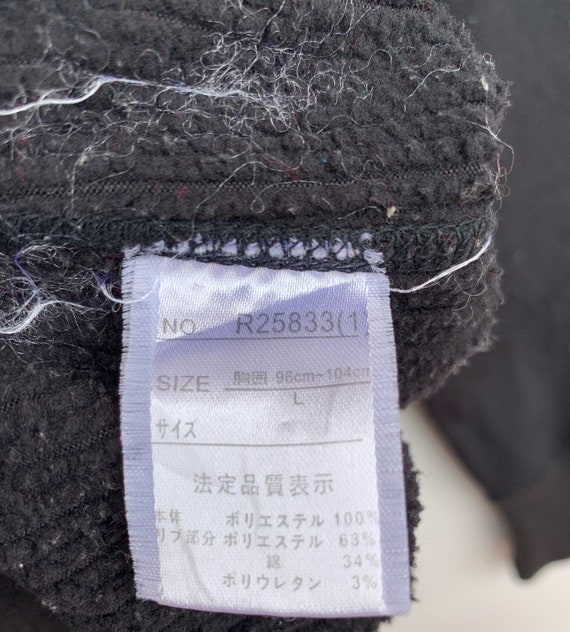 NO. R25833(1)
SIZE 胸囲 96cm~104cm
L
サイズ
法定品質表示
本体 ポリエステル 100%
リブ部分 ポリエステル 63%
綿 34%
ポリウレタン 3%